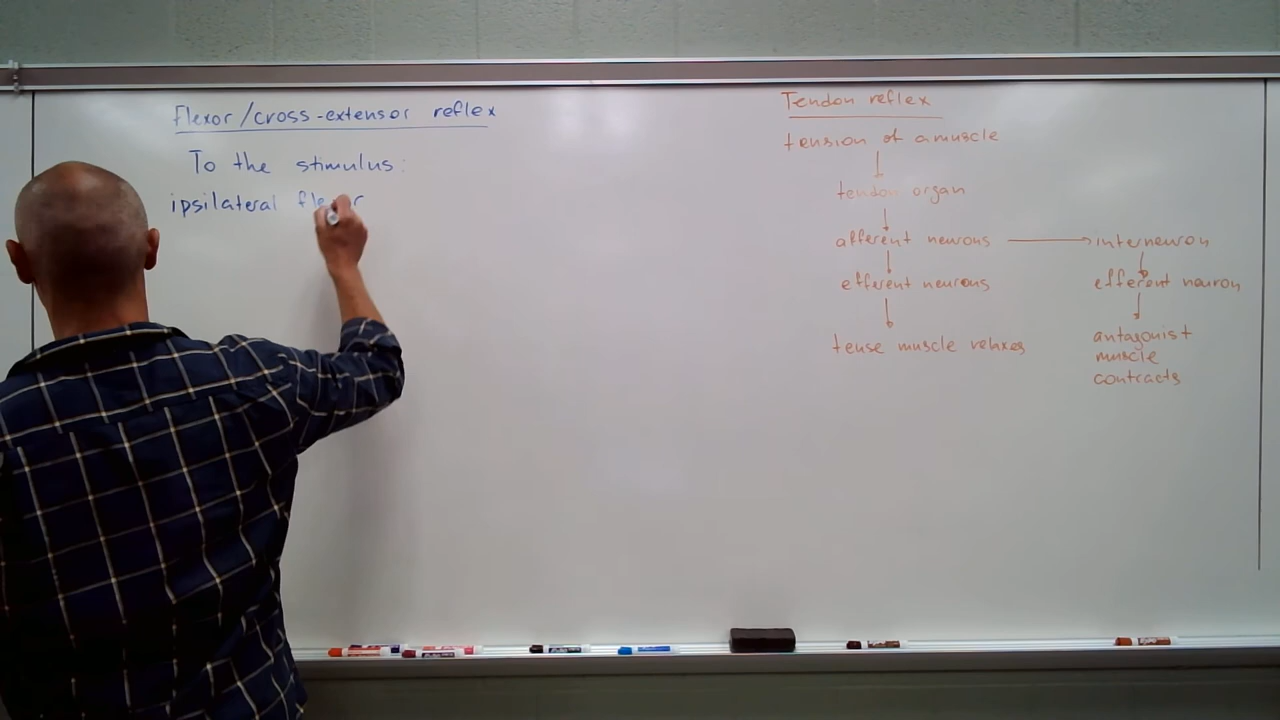 Flexor/cross-extensor reflex
To the stimulus:
ipsilateral
Tendon reflex
tension of a muscle
tendon organ
afferent neurons → interneuron
efferent neurons
efferent neuron
tense muscle relaxes
antagonist
muscle
contracts